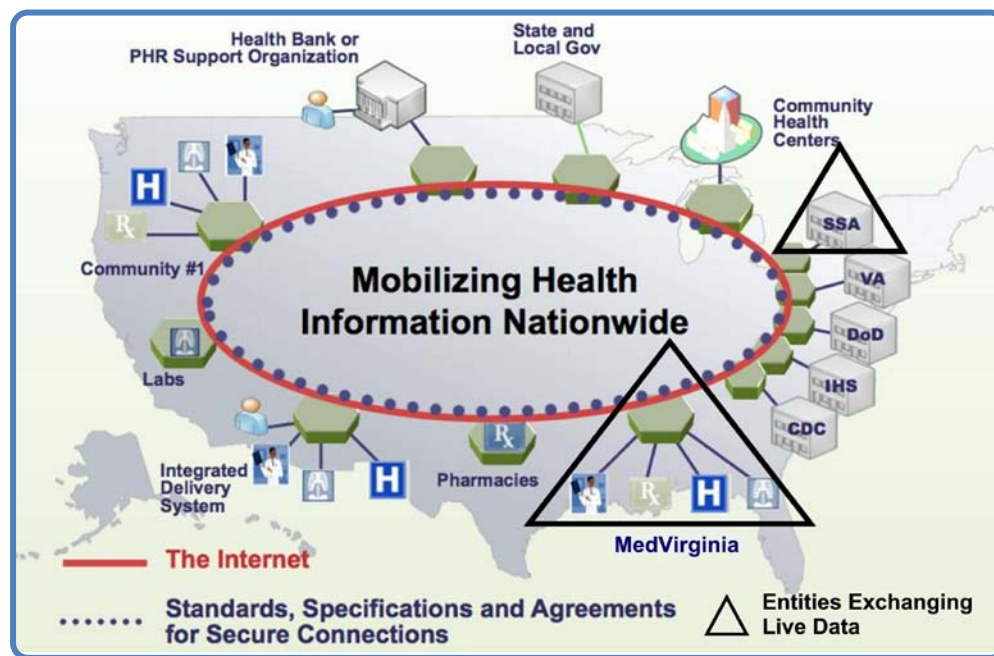 Health Bank or
PHR Support Organization
State and
Local Gov
Community
Health
Centers
H
Rx
Community #1
SSA
VA
DoD
IHS
CDC
Mobilizing Health
Information Nationwide
Labs
Integrated
Delivery
System
H
Rx
Pharmacies
Rx
H
MedVirginia
The Internet
Standards, Specifications and Agreements
for Secure Connections
Entities Exchanging
Live Data